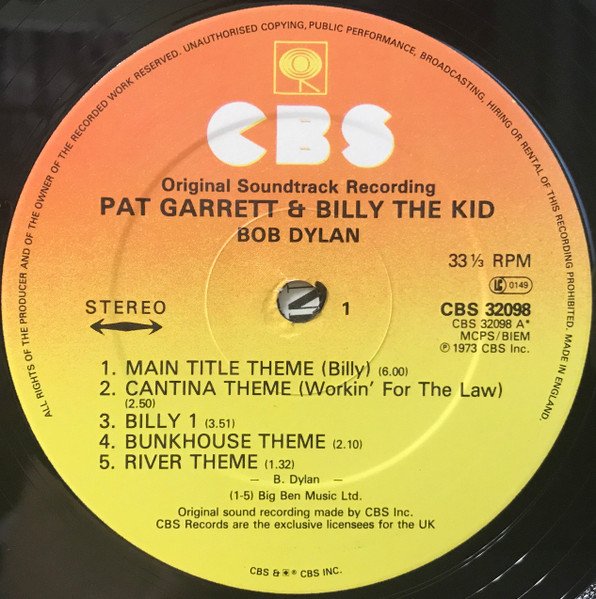 ALL RIGHTS OF THE PRODUCER AND OF THE OWNER OF THE RECORDED WORK RESERVED. UNAUTHORISED COPYING, PUBLIC PERFORMANCE, BROADCASTING, HIRING OR RENTAL OF THIS RECORDING PROHIBITED. MADE IN ENGLAND.
CBS
Original Soundtrack Recording
PAT GARRETT & BILLY THE KID
BOB DYLAN
33⅓ RPM
LC 0149
STEREO
1
CBS 32098
CBS 32098 A*
MCPS/BIEM
℗ 1973 CBS Inc.
1. MAIN TITLE THEME (Billy) (6.00)
2. CANTINA THEME (Workin' For The Law)
(2.50)
3. BILLY 1 (3.51)
4. BUNKHOUSE THEME (2.10)
5. RIVER THEME (1.32)
— B. Dylan —
(1-5) Big Ben Music Ltd.
Original sound recording made by CBS Inc.
CBS Records are the exclusive licensees for the UK
CBS & ® CBS INC.